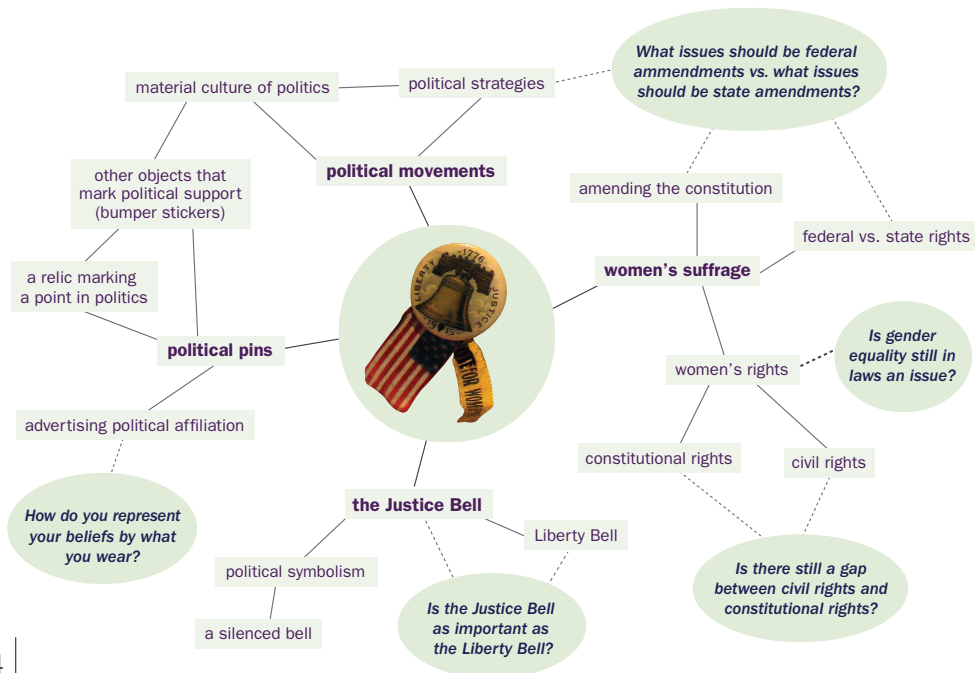 What issues should be federal
ammendments vs. what issues
should be state amendments?
material culture of politics
political strategies
political movements
other objects that
mark political support
(bumper stickers)
amending the constitution
federal vs. state rights
women's suffrage
a relic marking
a point in politics
-1776-
LIBERTY
JUSTICE
political pins
Is gender
equality still in
laws an issue?
women's rights
advertising political affiliation
constitutional rights
civil rights
the Justice Bell
How do you represent
your beliefs by what
you wear?
Liberty Bell
political symbolism
Is there still a gap
between civil rights and
constitutional rights?
Is the Justice Bell
as important as
the Liberty Bell?
a silenced bell